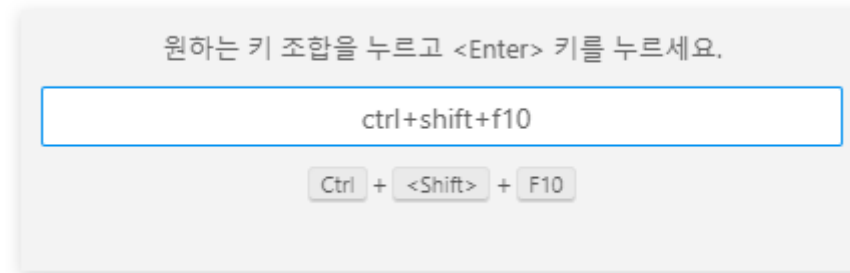 원하는 키 조합을 누르고 <Enter> 키를 누르세요.
ctrl+shift+f10
Ctrl + <Shift> + F10